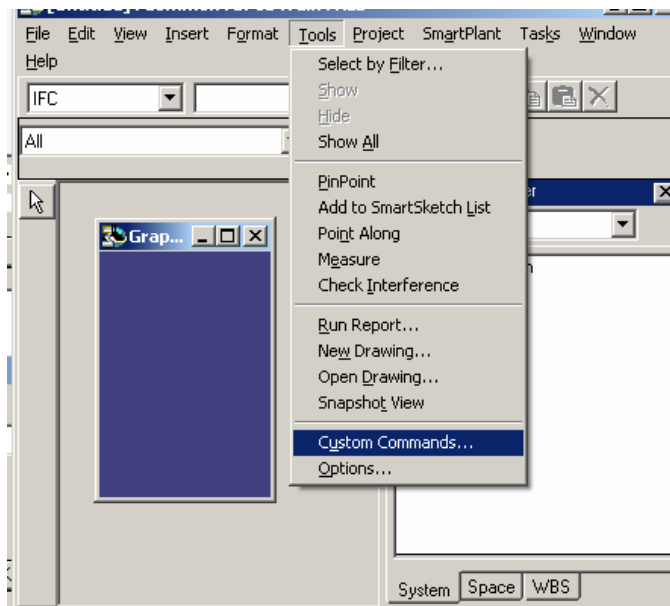 File Edit View Insert Format Tools Project SmartPlant Tasks Window
Help
IFC
All
Select by Filter...
Show
Hide
Show All
PinPoint
Add to SmartSketch List
Point Along
Measure
Check Interference
Run Report...
New Drawing...
Open Drawing...
Snapshot View
Custom Commands...
Options...
Grap...
System Space WBS